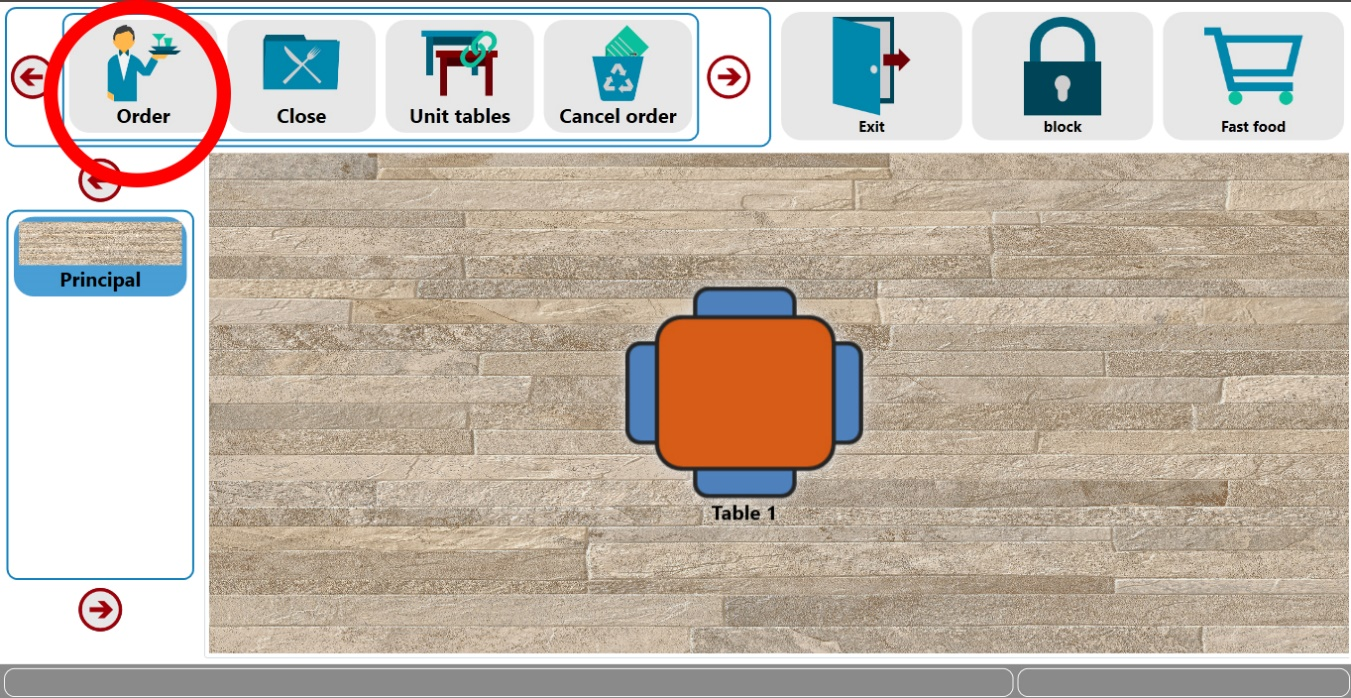 Order
Close
Unit tables
Cancel order
Exit
block
Fast food
Principal
Table 1